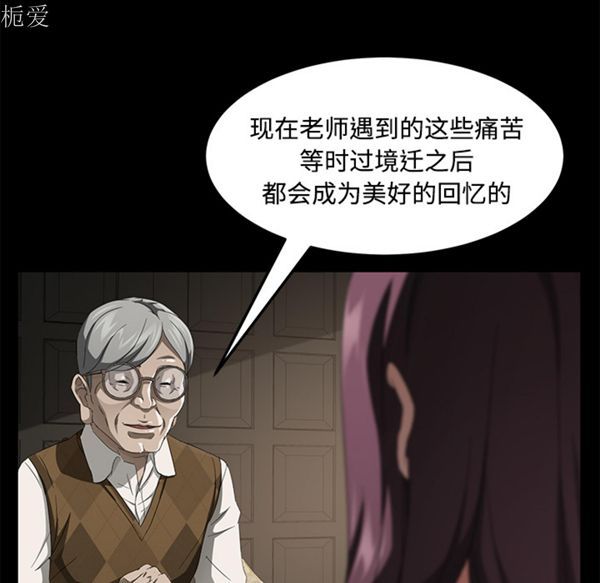 栀爱
现在老师遇到的这些痛苦
等时过境迁之后
都会成为美好的回忆的